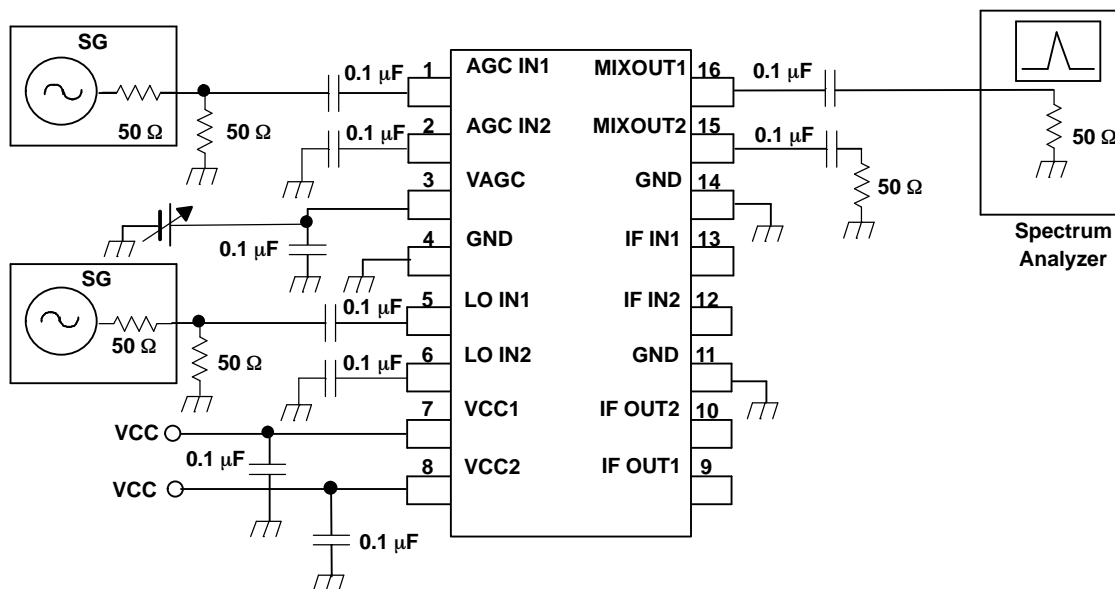 SG
50 Ω
50 Ω
0.1 μF
0.1 μF
0.1 μF
SG
50 Ω
50 Ω
0.1 μF
0.1 μF
VCC
0.1 μF
VCC
0.1 μF
1 AGC IN1
2 AGC IN2
3 VAGC
4 GND
5 LO IN1
6 LO IN2
7 VCC1
8 VCC2
MIXOUT1 16
MIXOUT2 15
GND 14
IF IN1 13
IF IN2 12
GND 11
IF OUT2 10
IF OUT1 9
0.1 μF
0.1 μF
50 Ω
50 Ω
Spectrum
Analyzer